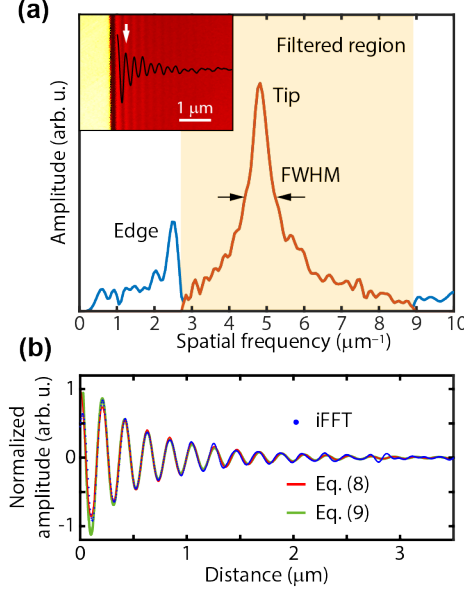 (a)
Filtered region
1 μm
Tip
FWHM
Edge
Amplitude (arb. u.)
0 1 2 3 4 5 6 7 8 9 10
Spatial frequency (μm⁻¹)
(b)
1
0
-1
Normalized
amplitude (arb. u.)
iFFT
Eq. (8)
Eq. (9)
0 1 2 3
Distance (μm)